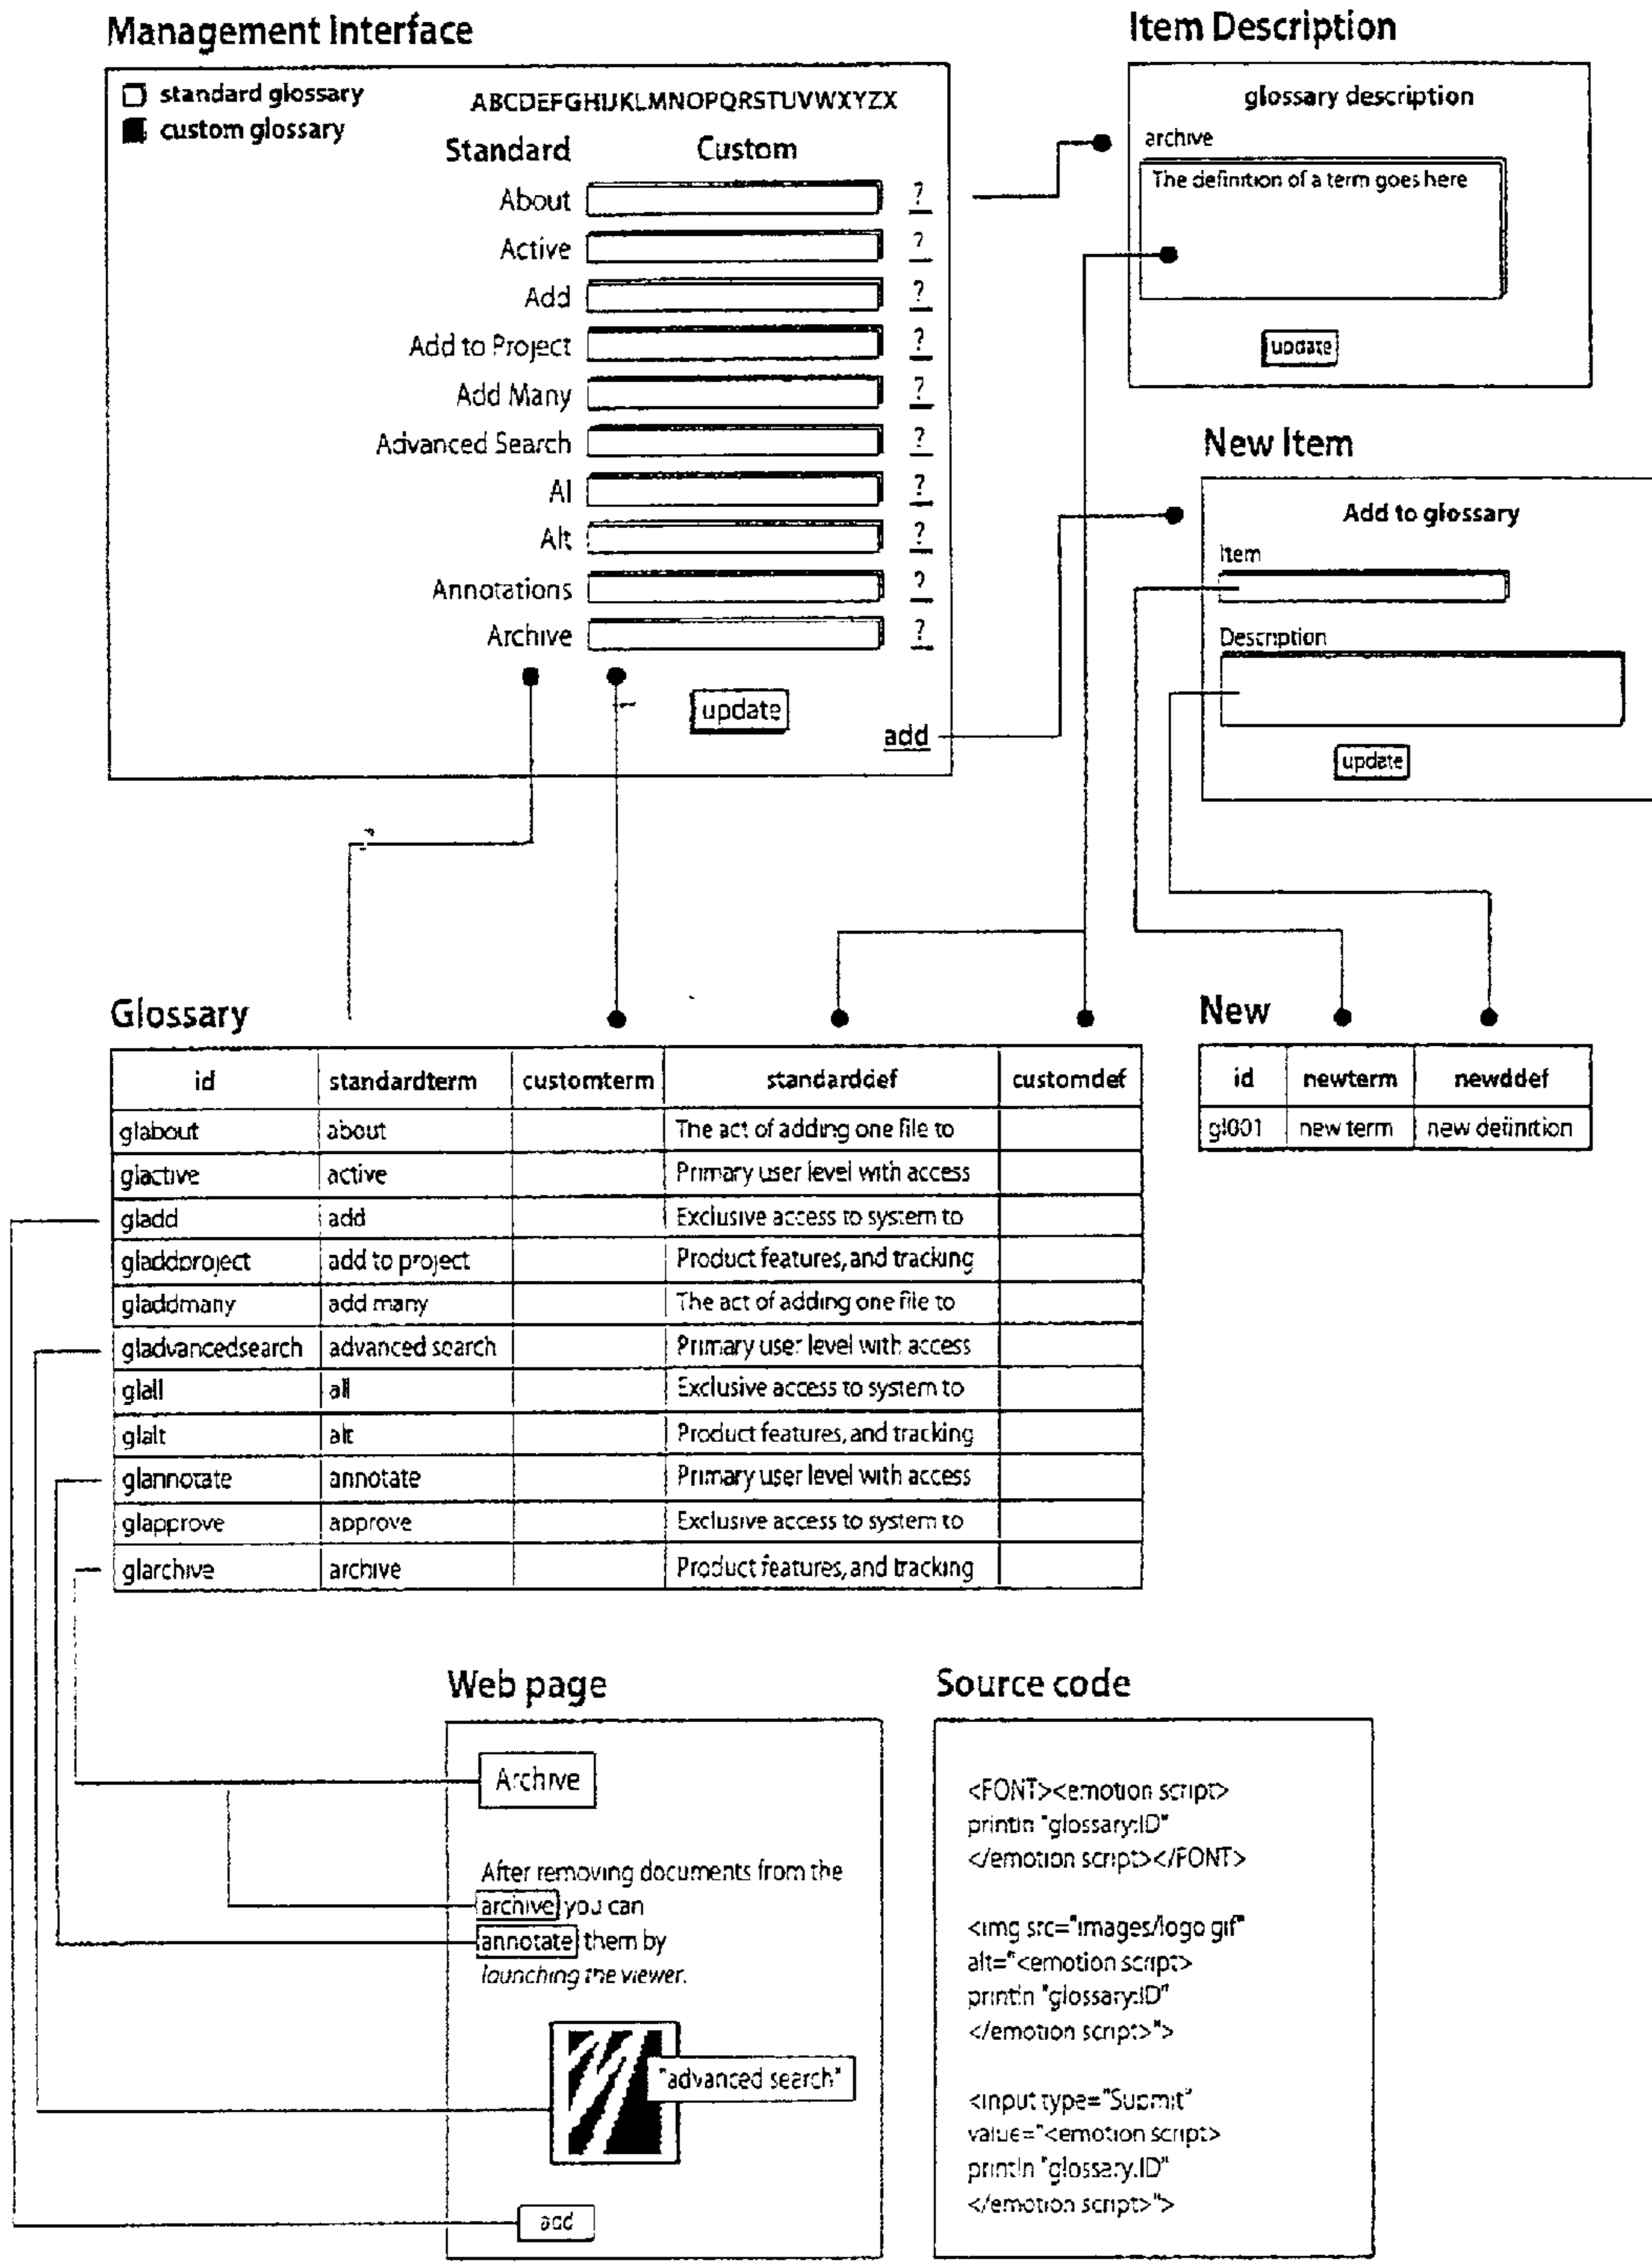 Management Interface
standard glossary
custom glossary
ABCDEFGHIJKLMNOPQRSTUVWXYZX
Standard Custom
About ?
Active ?
Add ?
Add to Project ?
Add Many ?
Advanced Search ?
Al ?
Alt ?
Annotations ?
Archive ?
update
add
Item Description
glossary description
archive
The definition of a term goes here
update
New Item
Add to glossary
Item
Description
update
Glossary
id standardterm customterm standarddef customdef
glabout about The act of adding one file to
glactive active Primary user level with access
gladd add Exclusive access to system to
gladdproject add to project Product features, and tracking
gladdmany add many The act of adding one file to
gladvancedsearch advanced search Primary user level with access
glall all Exclusive access to system to
glalt alt Product features, and tracking
glannotate annotate Primary user level with access
glapprove approve Exclusive access to system to
glarchive archive Product features, and tracking
New
id newterm newddef
gl001 new term new definition
Web page
Archive
After removing documents from the
archive you can
annotate them by
launching the viewer.
"advanced search"
add
Source code
<FONT><emotion script>
println "glossary:ID"
</emotion script></FONT>
<img src="images/logo gif"
alt="<emotion script>
println "glossary:ID"
</emotion script>">
<input type="Submit"
value="<emotion script>
println "glossary.ID"
</emotion script>">